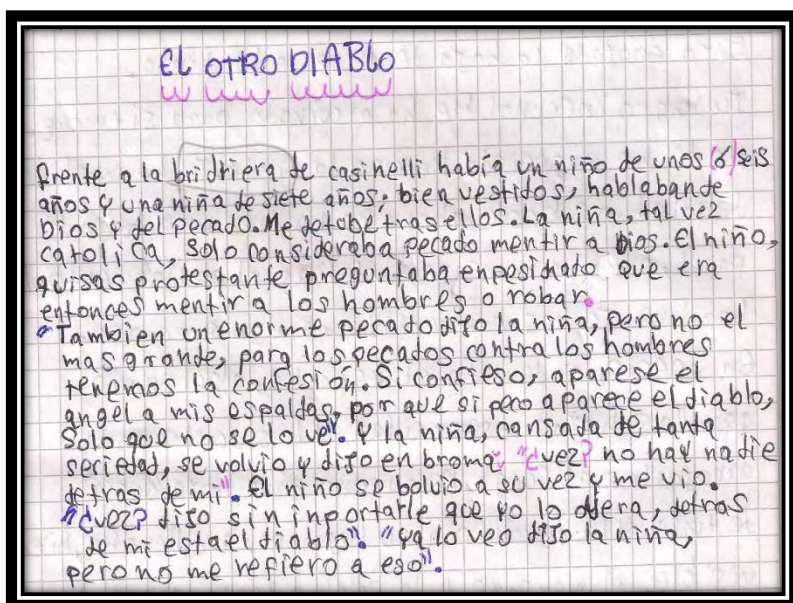 EL OTRO DIABLO
frente a la bridriera de casinelli había un niño de unos (6) seis
años y una niña de siete años, bien vestidos, hablaban de
Dios y del pecado. Me detube tras ellos. La niña, tal vez
catolica, solo consideraba pecado mentir a Dios. El niño,
quisas protestante preguntaba enpesinado que era
entonces mentir a los hombres o robar.
"Tambien un enorme pecado dijo la niña, pero no el
mas grande, para los pecados contra los hombres
tenemos la confesión. Si confieso, aparese el
angel a mis espaldas, por que si peco aparece el diablo,
Solo que no se lo ve". Y la niña, cansada de tanta
seriedad, se volvio y dijo en broma: "¿vez? no hay nadie
detras de mi". El niño se bolvio a su vez y me vio.
"¿vez? dijo sin inportarle que yo lo oyera, detras
de mi esta el diablo". "ya lo veo dijo la niña,
pero no me refiero a eso".